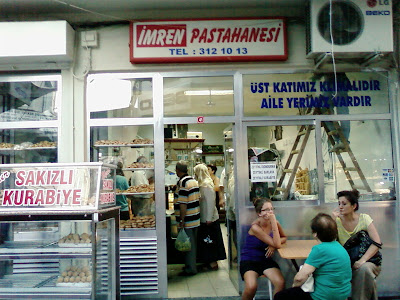 İMREN PASTAHANESİ
TEL : 312 10 13
LG
BEKO
ÜST KATIMIZ KLİMALIDIR
AİLE YERİMİZ VARDIR
SAKIZLI
KURABİYE